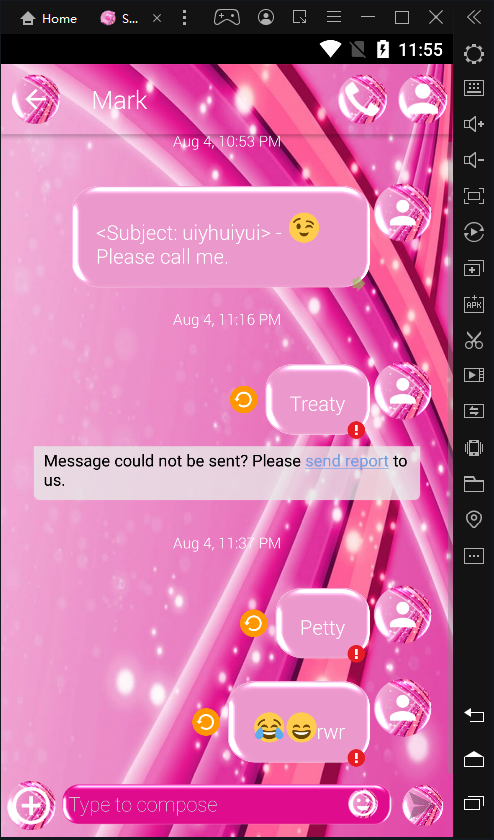 Home
S...
11:55
Mark
Aug 4, 10:53 PM
<Subject: uiyhuiyui> - 😉
Please call me.
Aug 4, 11:16 PM
Treaty
Message could not be sent? Please send report to
us.
Aug 4, 11:37 PM
Petty
😂😄rwr
Type to compose
APK